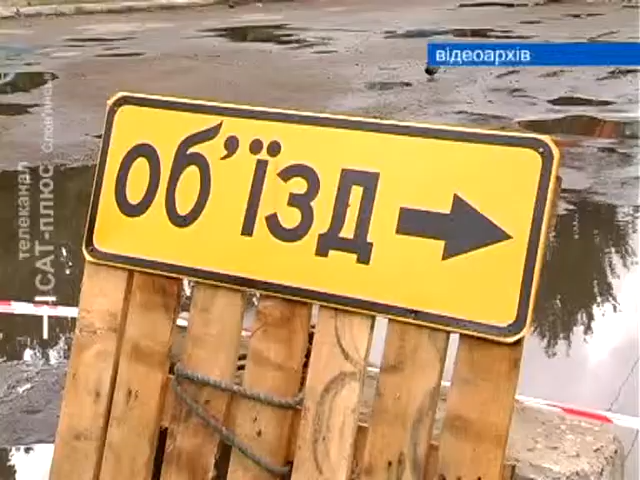 відеоархів
об'їзд
телеканал
САТ-плюс
Слов'янськ